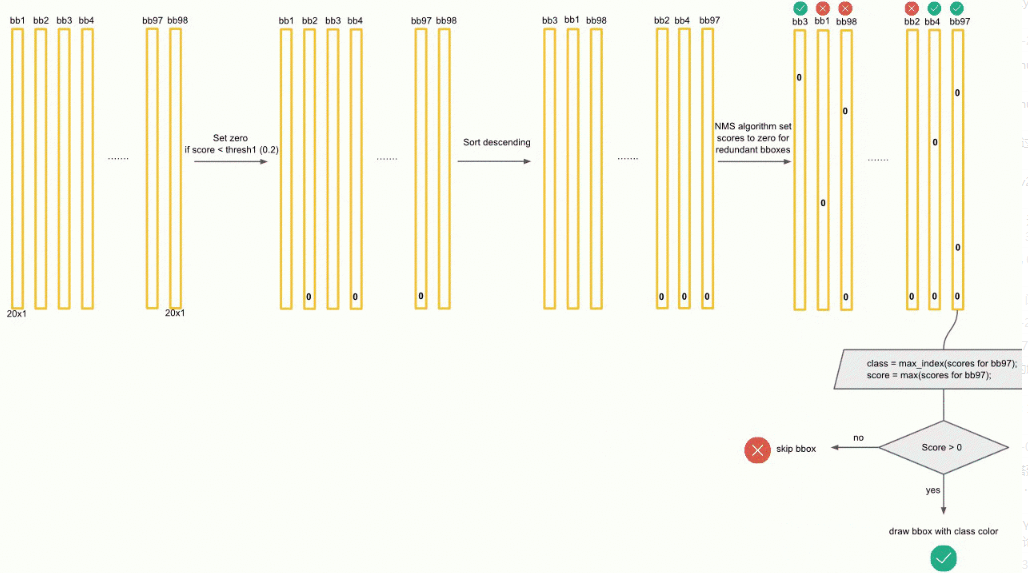 bb1 bb2 bb3 bb4 bb97 bb98
20x1 20x1
.......
Set zero
if score < thresh1 (0.2)
bb1 bb2 bb3 bb4 bb97 bb98
.......
0 0 0
Sort descending
bb3 bb1 bb98 bb2 bb4 bb97
.......
0 0 0
NMS algorithm set
scores to zero for
redundant bboxes
bb3 bb1 bb98 bb2 bb4 bb97
0
0
0
0
.......
0
0
0 0 0 0
class = max_index(scores for bb97);
score = max(scores for bb97);
Score > 0
no
skip bbox
yes
draw bbox with class color